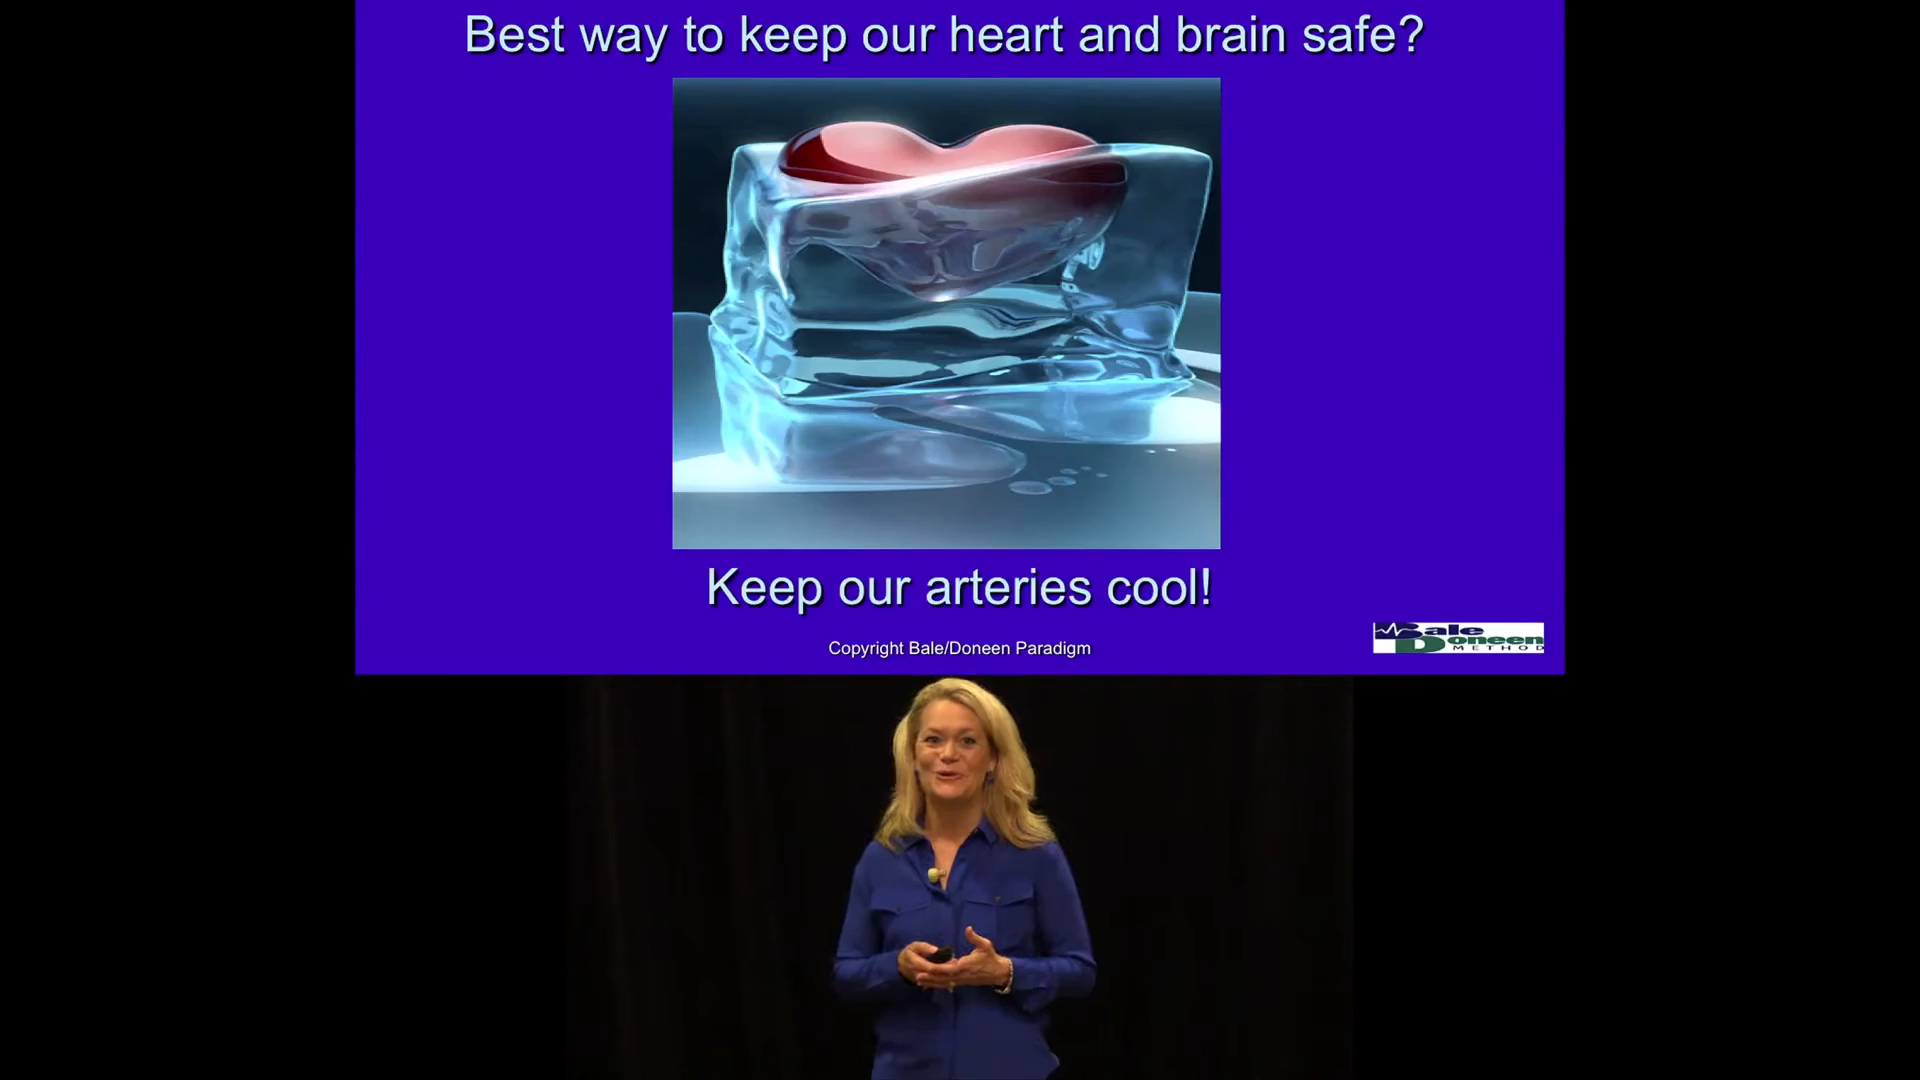 Best way to keep our heart and brain safe?
Keep our arteries cool!
Copyright Bale/Doneen Paradigm
Bale
Doneen
METHOD